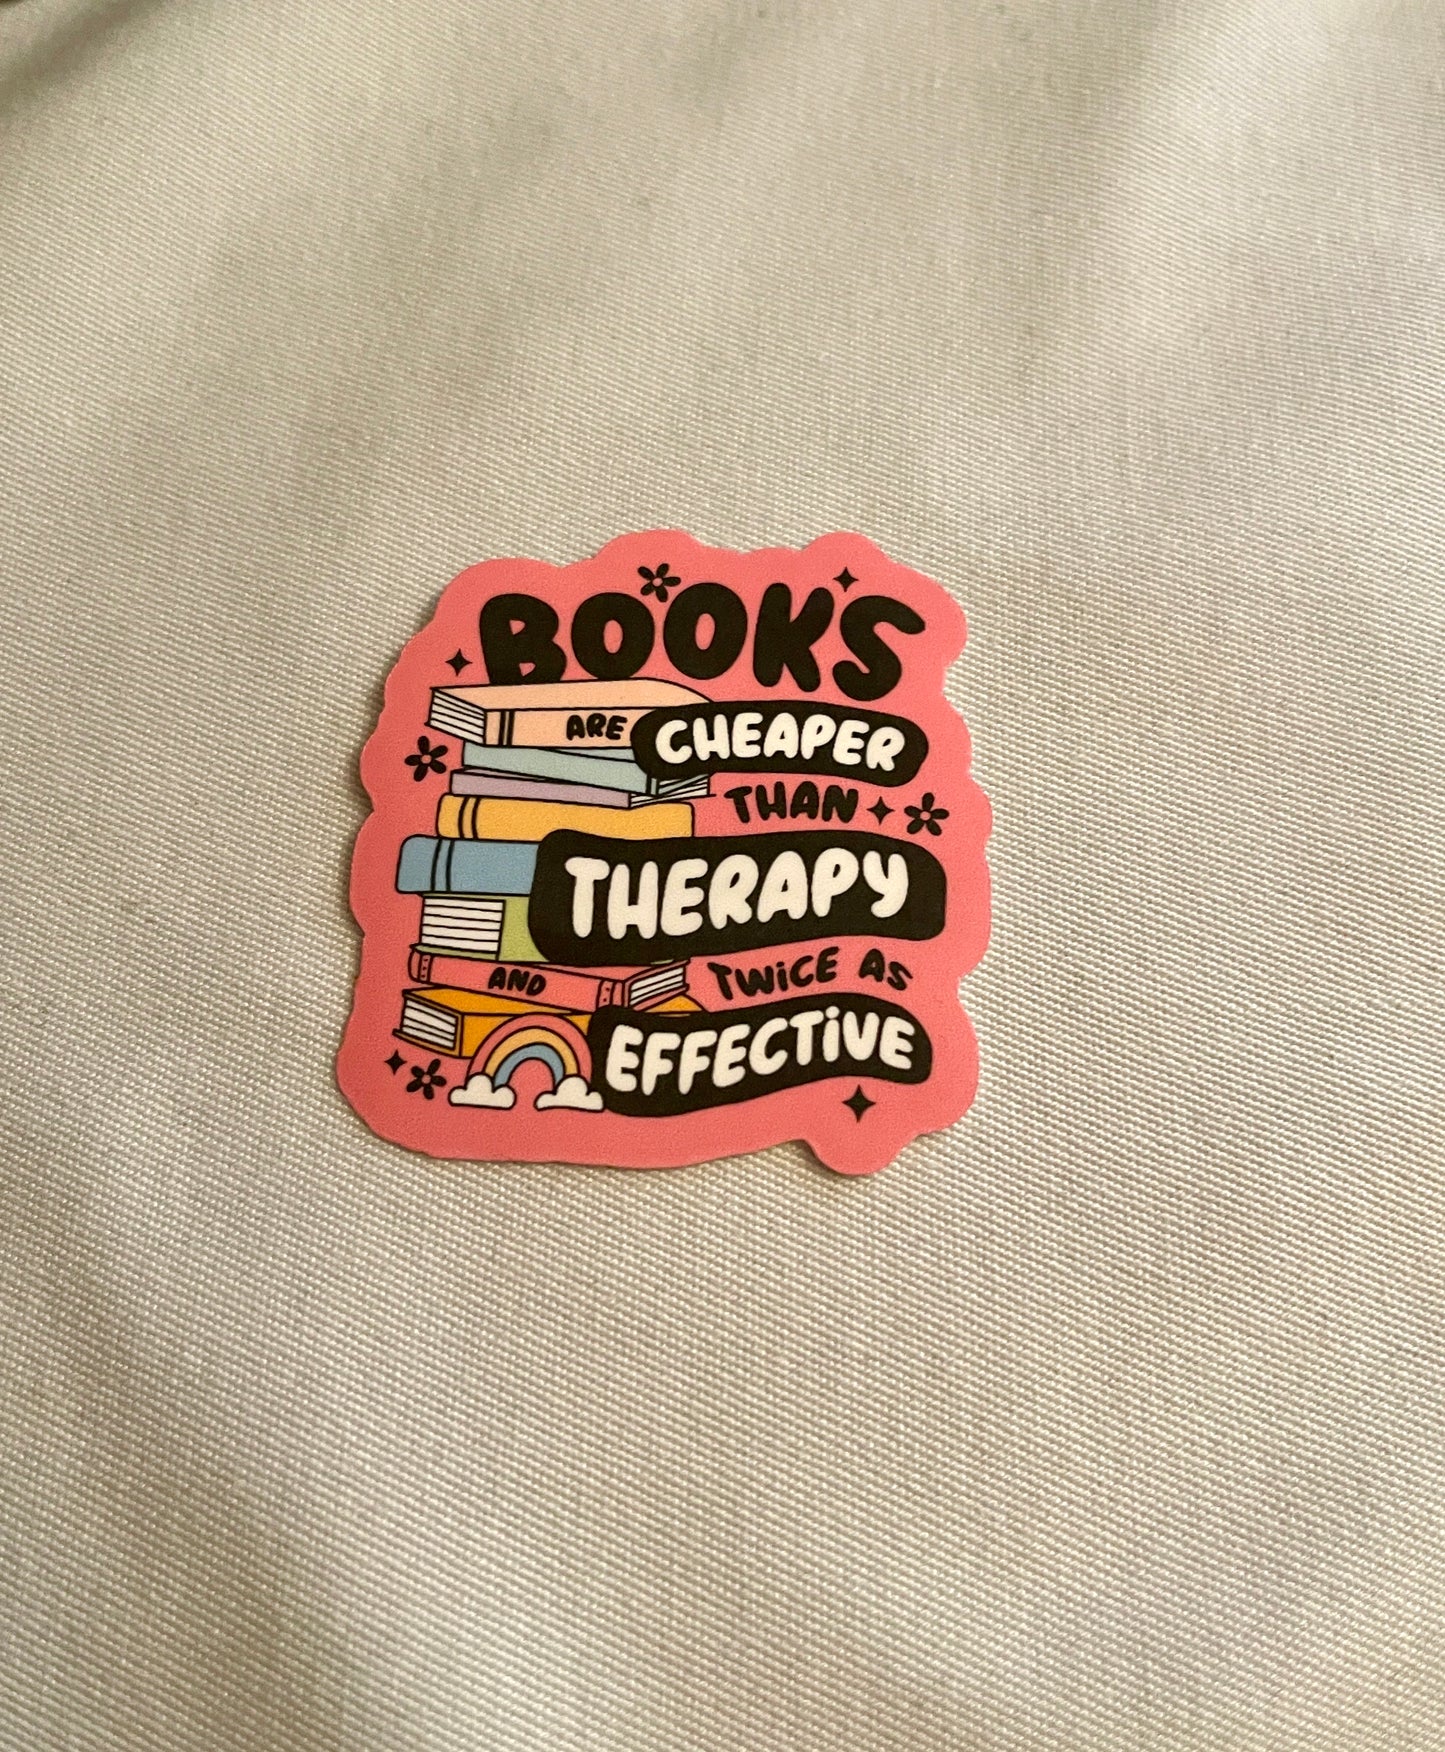 BOOKS
ARE CHEAPER
THAN
THERAPY
AND TWiCE AS
EFFECTiVE